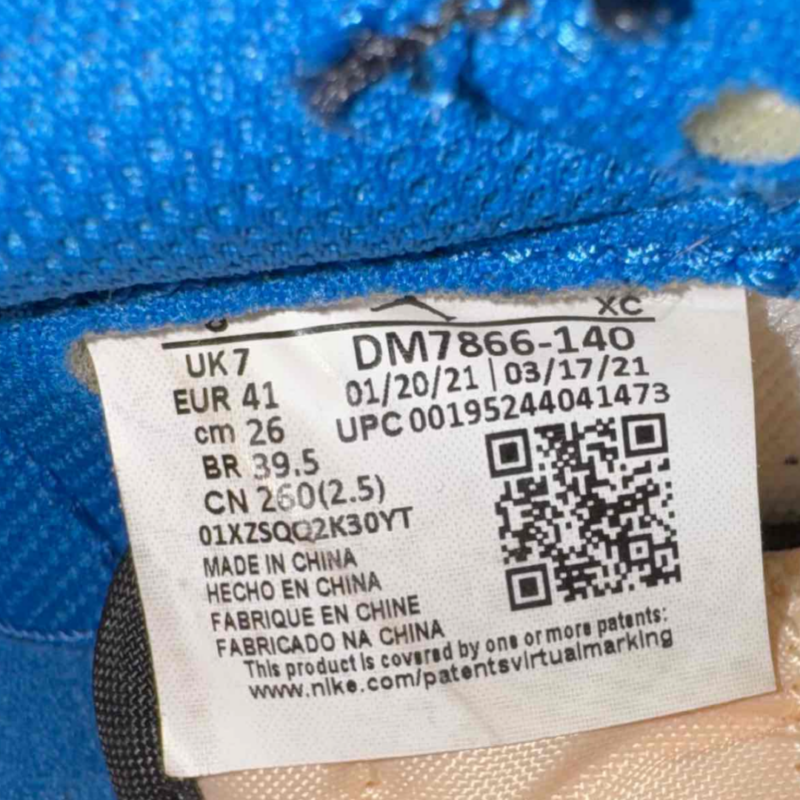 XC
UK 7
DM7866-140
EUR 41
01/20/21 | 03/17/21
cm 26
UPC 00195244041473
BR 39.5
CN 260(2.5)
01XZSQQ2K30YT
MADE IN CHINA
HECHO EN CHINA
FABRIQUE EN CHINE
FABRICADO NA CHINA
This product is covered by one or more patents:
www.nike.com/patentsvirtualmarking